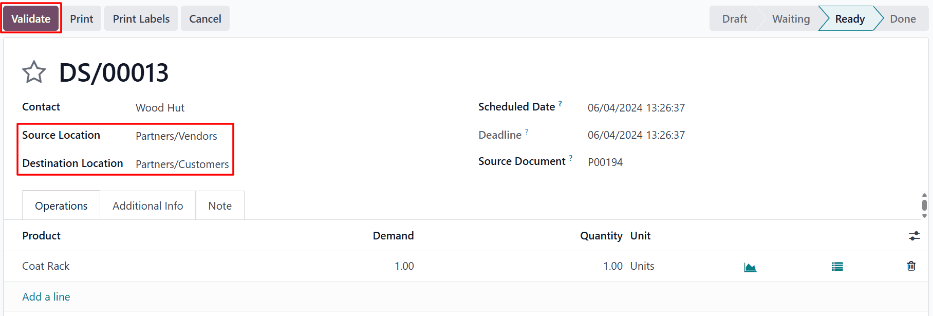 Validate Print Print Labels Cancel Draft Waiting Ready Done
DS/00013
Contact Wood Hut Scheduled Date ? 06/04/2024 13:26:37
Source Location Partners/Vendors Deadline ? 06/04/2024 13:26:37
Destination Location Partners/Customers Source Document ? P00194
Operations Additional Info Note
Product Demand Quantity Unit
Coat Rack 1.00 1.00 Units
Add a line